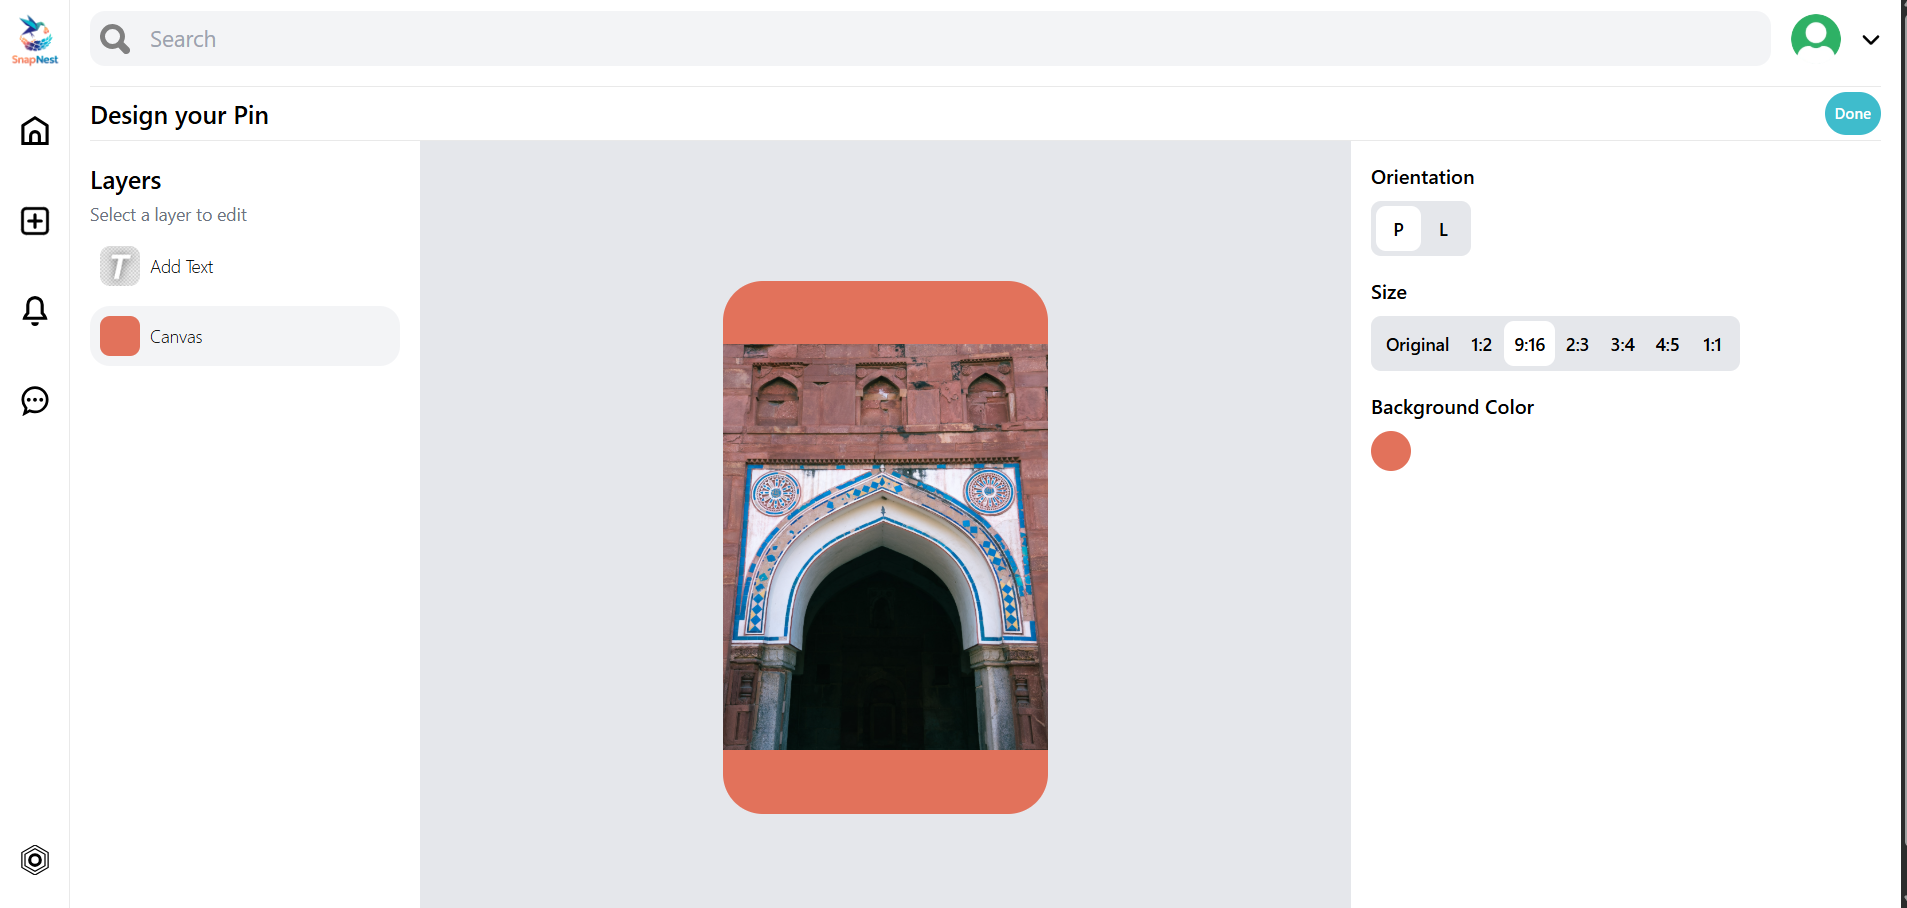 SnapNest
Search
Design your Pin
Done
Layers
Select a layer to edit
T Add Text
Canvas
Orientation
P L
Size
Original 1:2 9:16 2:3 3:4 4:5 1:1
Background Color